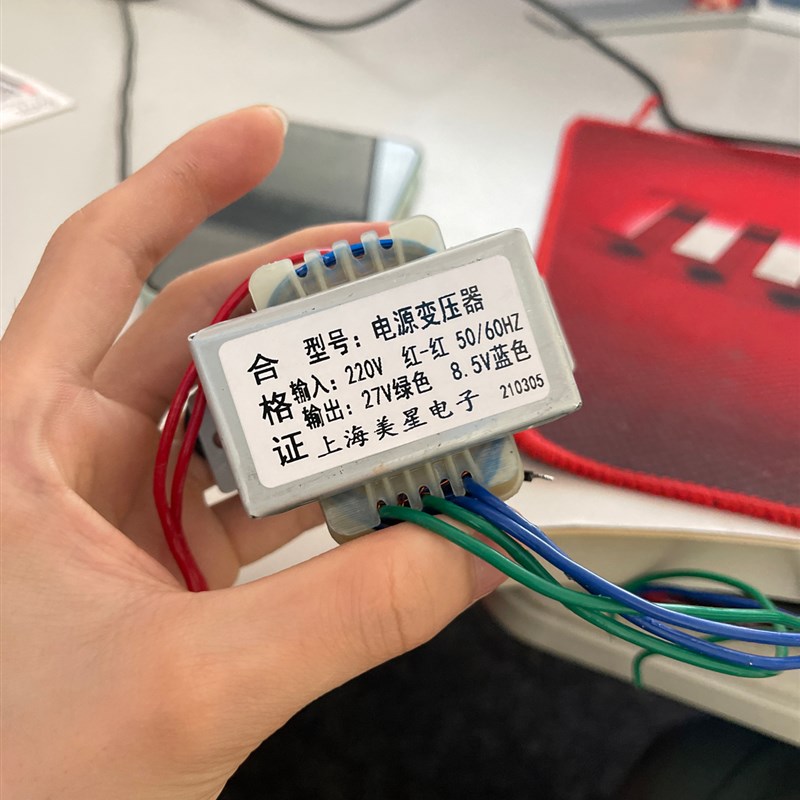 合格证
型号：电源变压器
输入：220V 红-红 50/60HZ
输出：27V绿色 8.5V蓝色
上海美星电子 210305